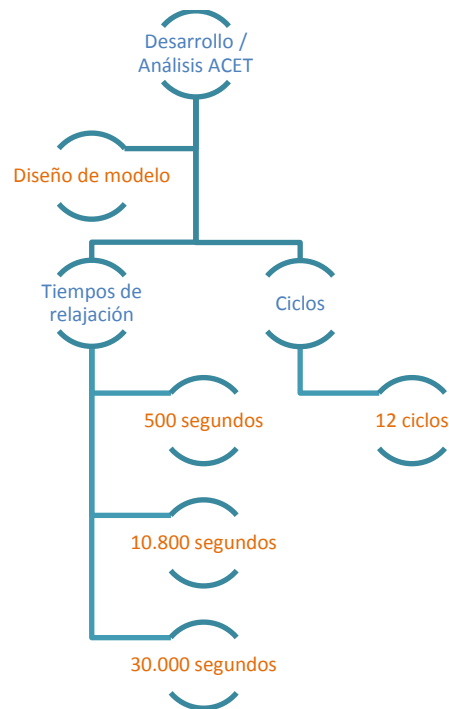 Desarrollo /
Análisis ACET
Diseño de modelo
Tiempos de
relajación
Ciclos
500 segundos
12 ciclos
10.800 segundos
30.000 segundos